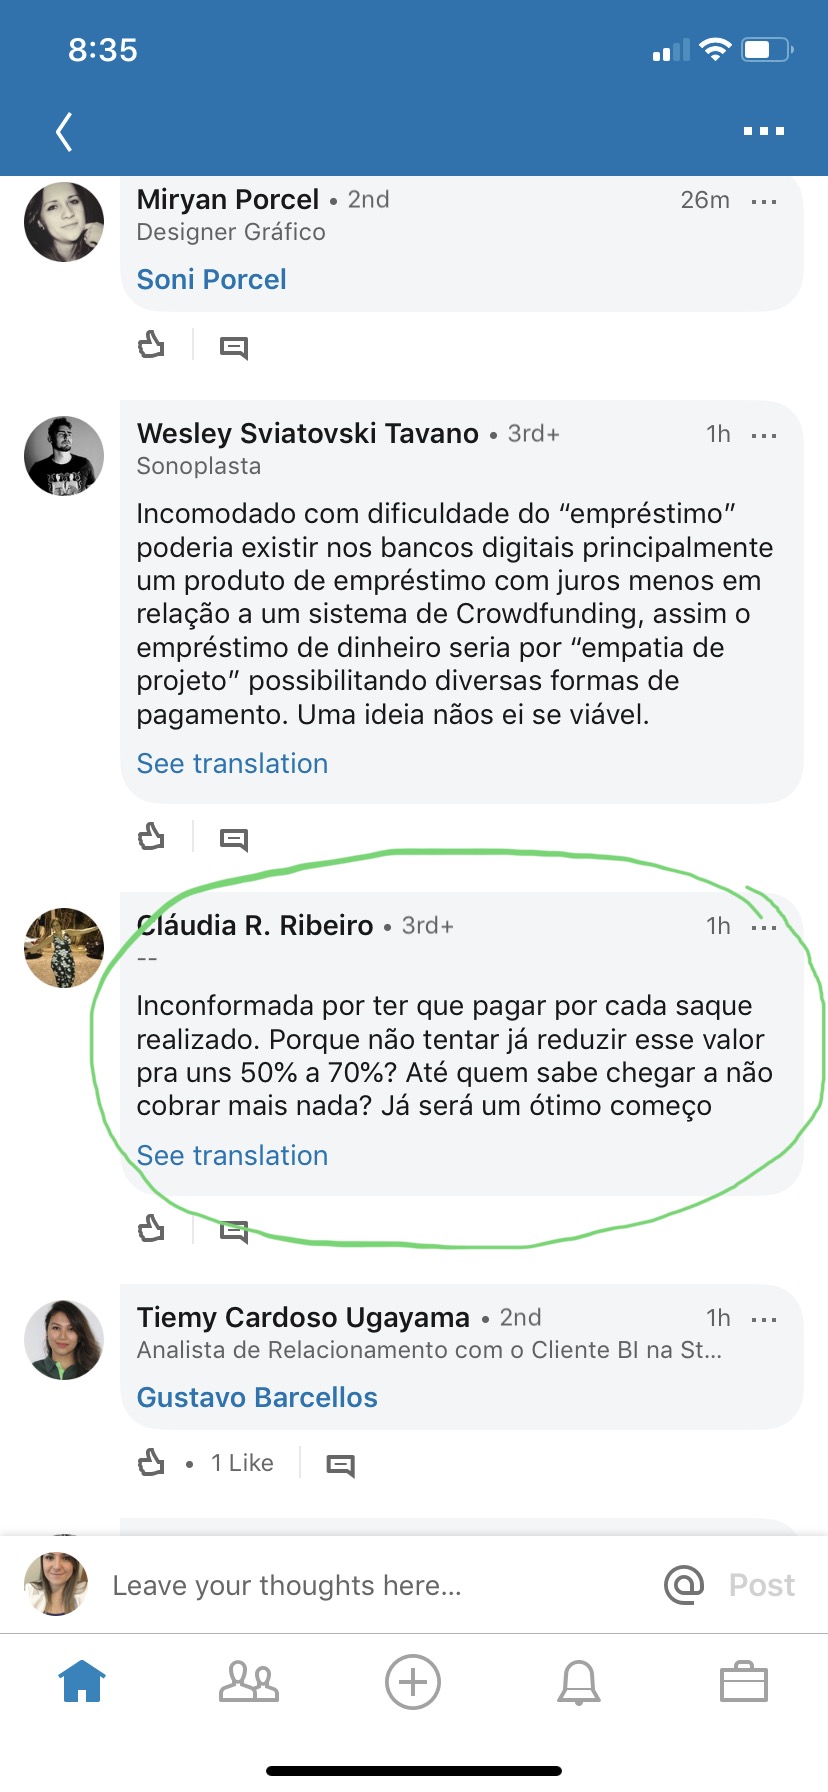 8:35
Miryan Porcel • 2nd 26m ...
Designer Gráfico
Soni Porcel
Wesley Sviatovski Tavano • 3rd+ 1h ...
Sonoplasta
Incomodado com dificuldade do “empréstimo”
poderia existir nos bancos digitais principalmente
um produto de empréstimo com juros menos em
relação a um sistema de Crowdfunding, assim o
empréstimo de dinheiro seria por “empatia de
projeto” possibilitando diversas formas de
pagamento. Uma ideia nãos ei se viável.
See translation
Cláudia R. Ribeiro • 3rd+ 1h ...
--
Inconformada por ter que pagar por cada saque
realizado. Porque não tentar já reduzir esse valor
pra uns 50% a 70%? Até quem sabe chegar a não
cobrar mais nada? Já será um ótimo começo
See translation
Tiemy Cardoso Ugayama • 2nd 1h ...
Analista de Relacionamento com o Cliente BI na St...
Gustavo Barcellos
• 1 Like
Leave your thoughts here... @ Post